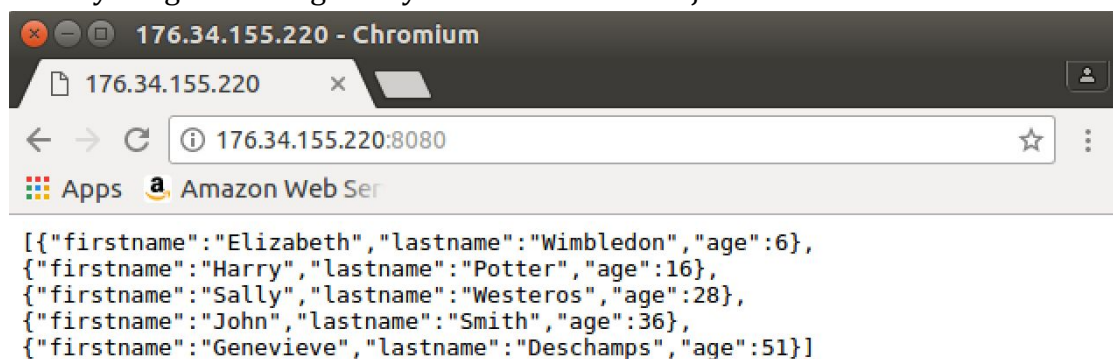 176.34.155.220 - Chromium
176.34.155.220
176.34.155.220:8080
Apps Amazon Web Ser
[{"firstname":"Elizabeth","lastname":"Wimbledon","age":6},
{"firstname":"Harry","lastname":"Potter","age":16},
{"firstname":"Sally","lastname":"Westeros","age":28},
{"firstname":"John","lastname":"Smith","age":36},
{"firstname":"Genevieve","lastname":"Deschamps","age":51}]